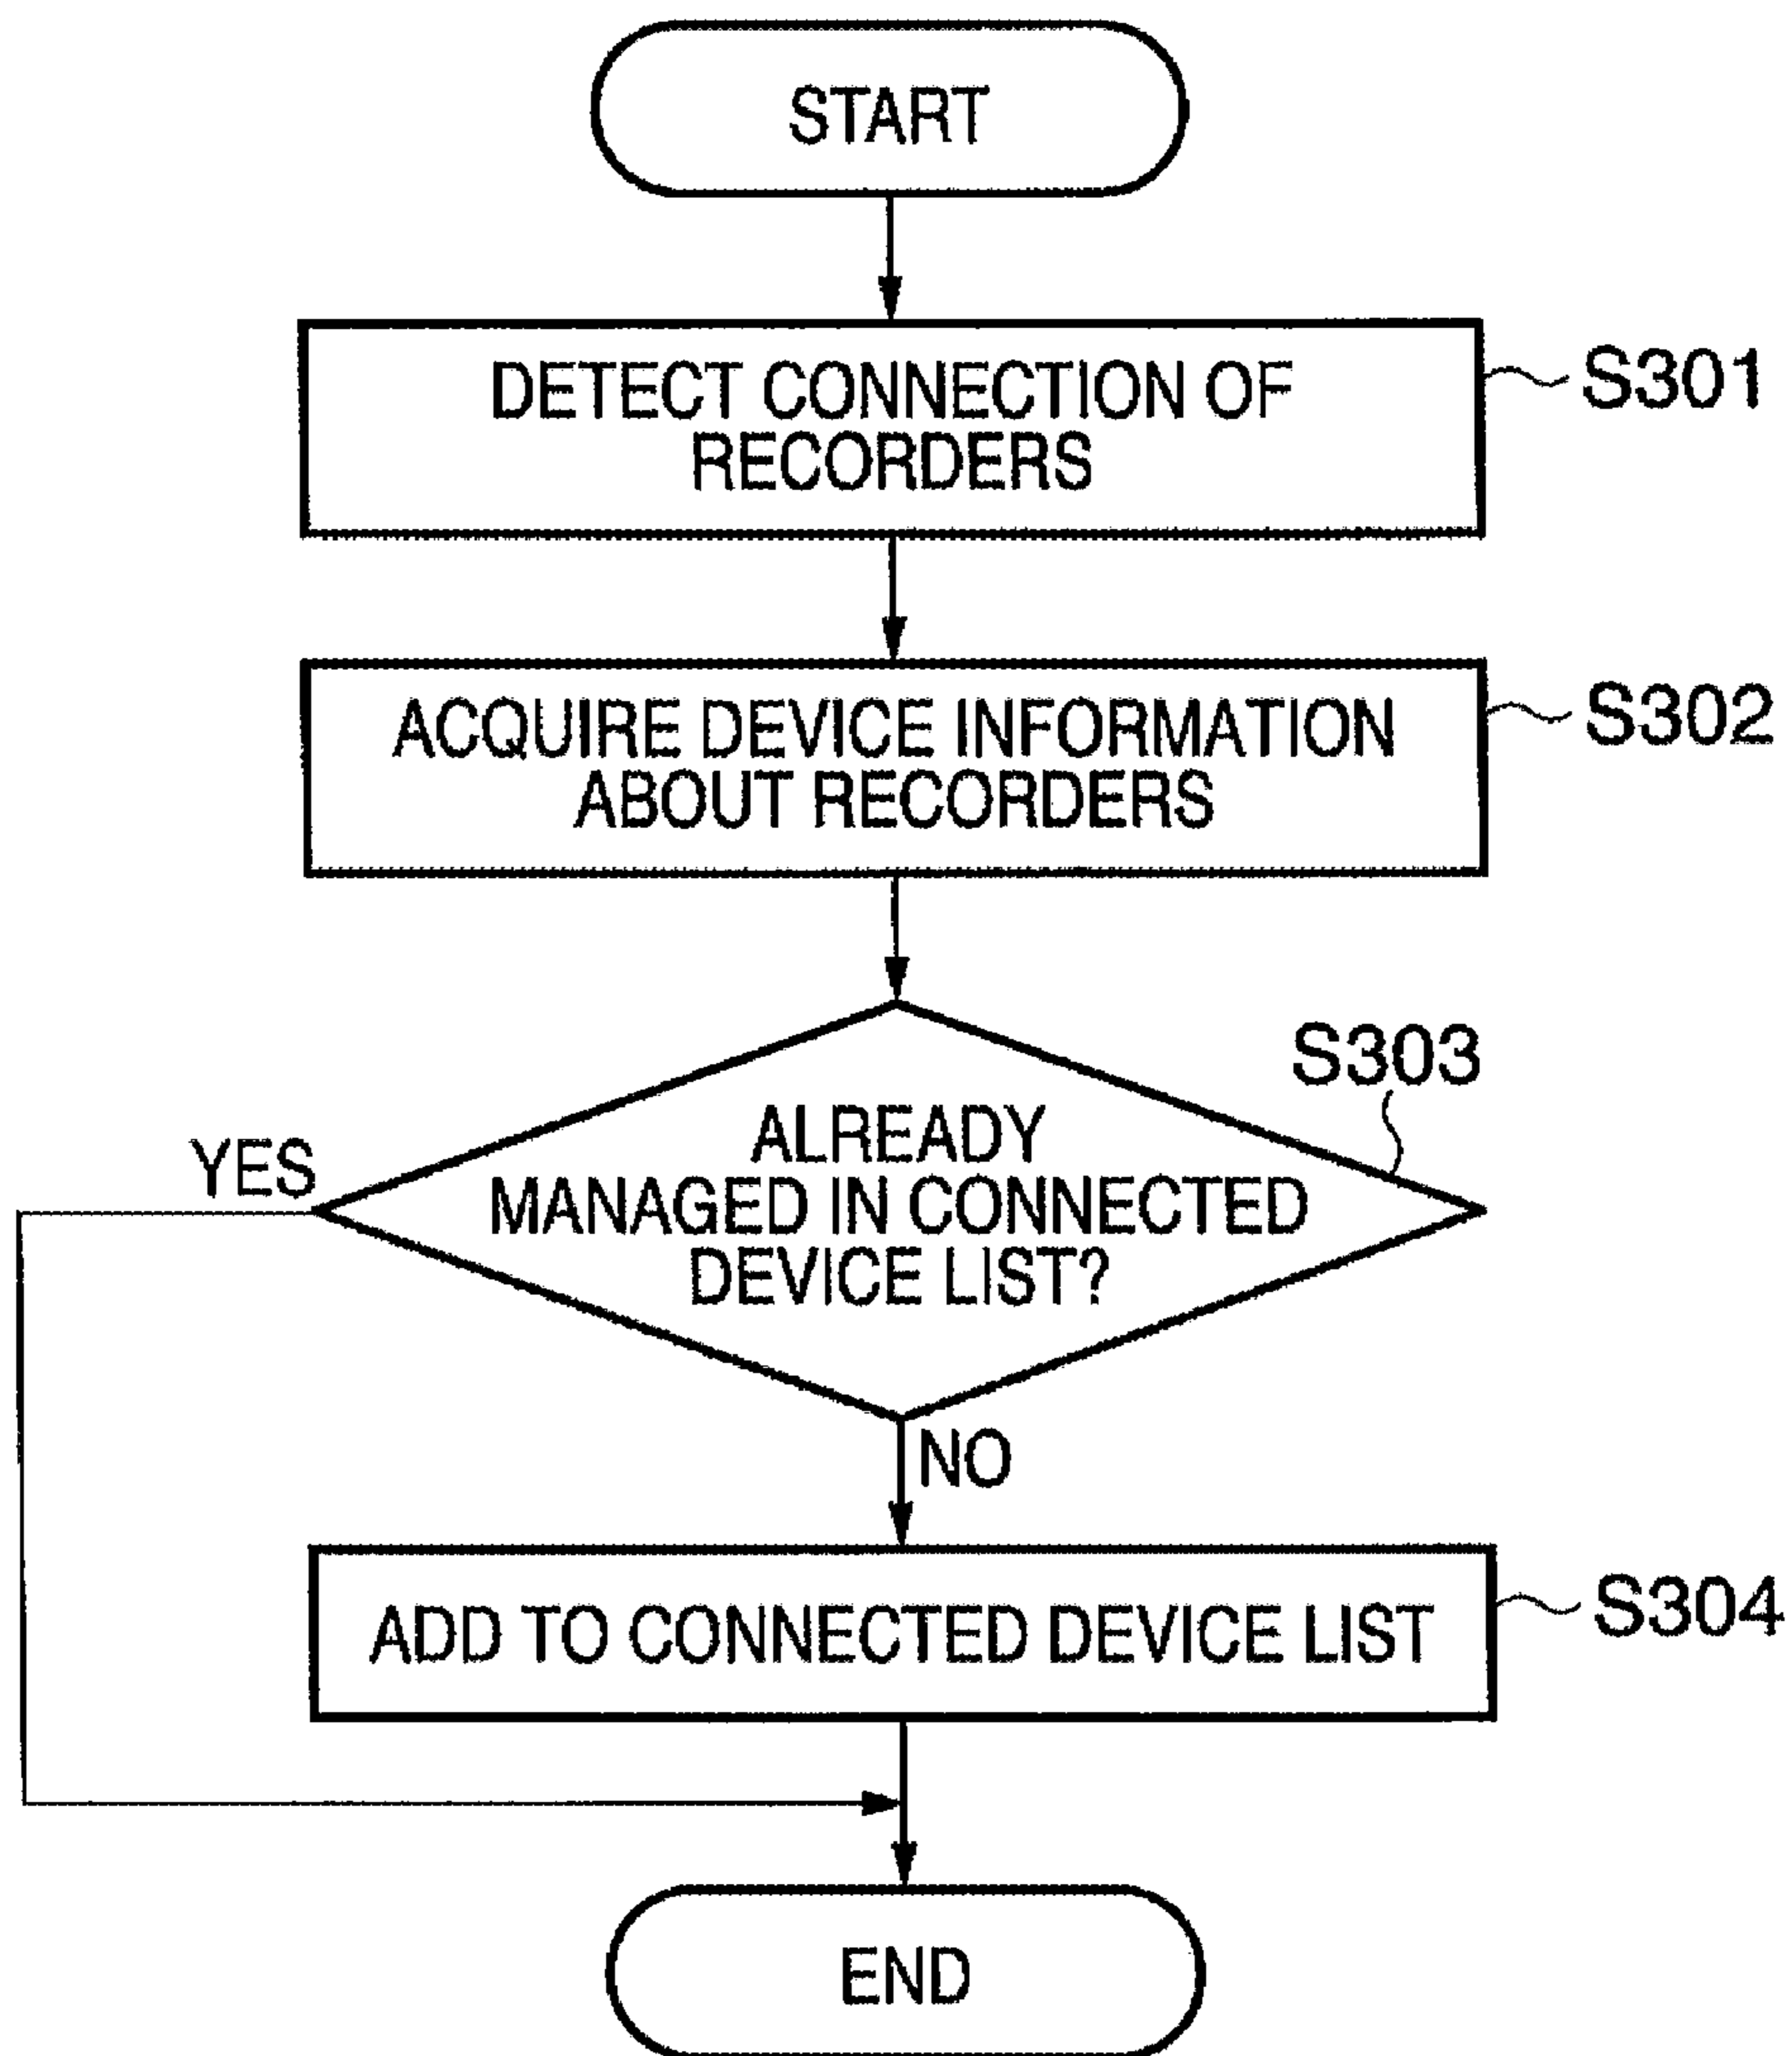 START
DETECT CONNECTION OF
RECORDERS
S301
ACQUIRE DEVICE INFORMATION
ABOUT RECORDERS
S302
S303
ALREADY
MANAGED IN CONNECTED
DEVICE LIST?
YES
NO
ADD TO CONNECTED DEVICE LIST
S304
END